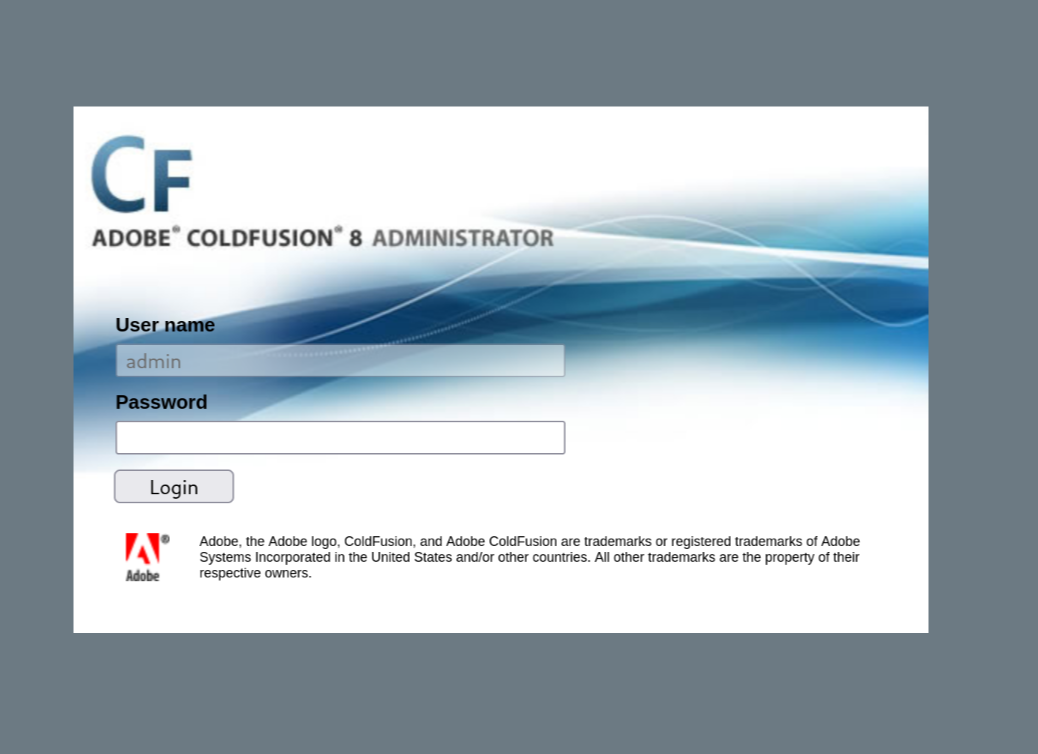 CF
ADOBE® COLDFUSION® 8 ADMINISTRATOR
User name
admin
Password
Login
®
Adobe
Adobe, the Adobe logo, ColdFusion, and Adobe ColdFusion are trademarks or registered trademarks of Adobe
Systems Incorporated in the United States and/or other countries. All other trademarks are the property of their
respective owners.